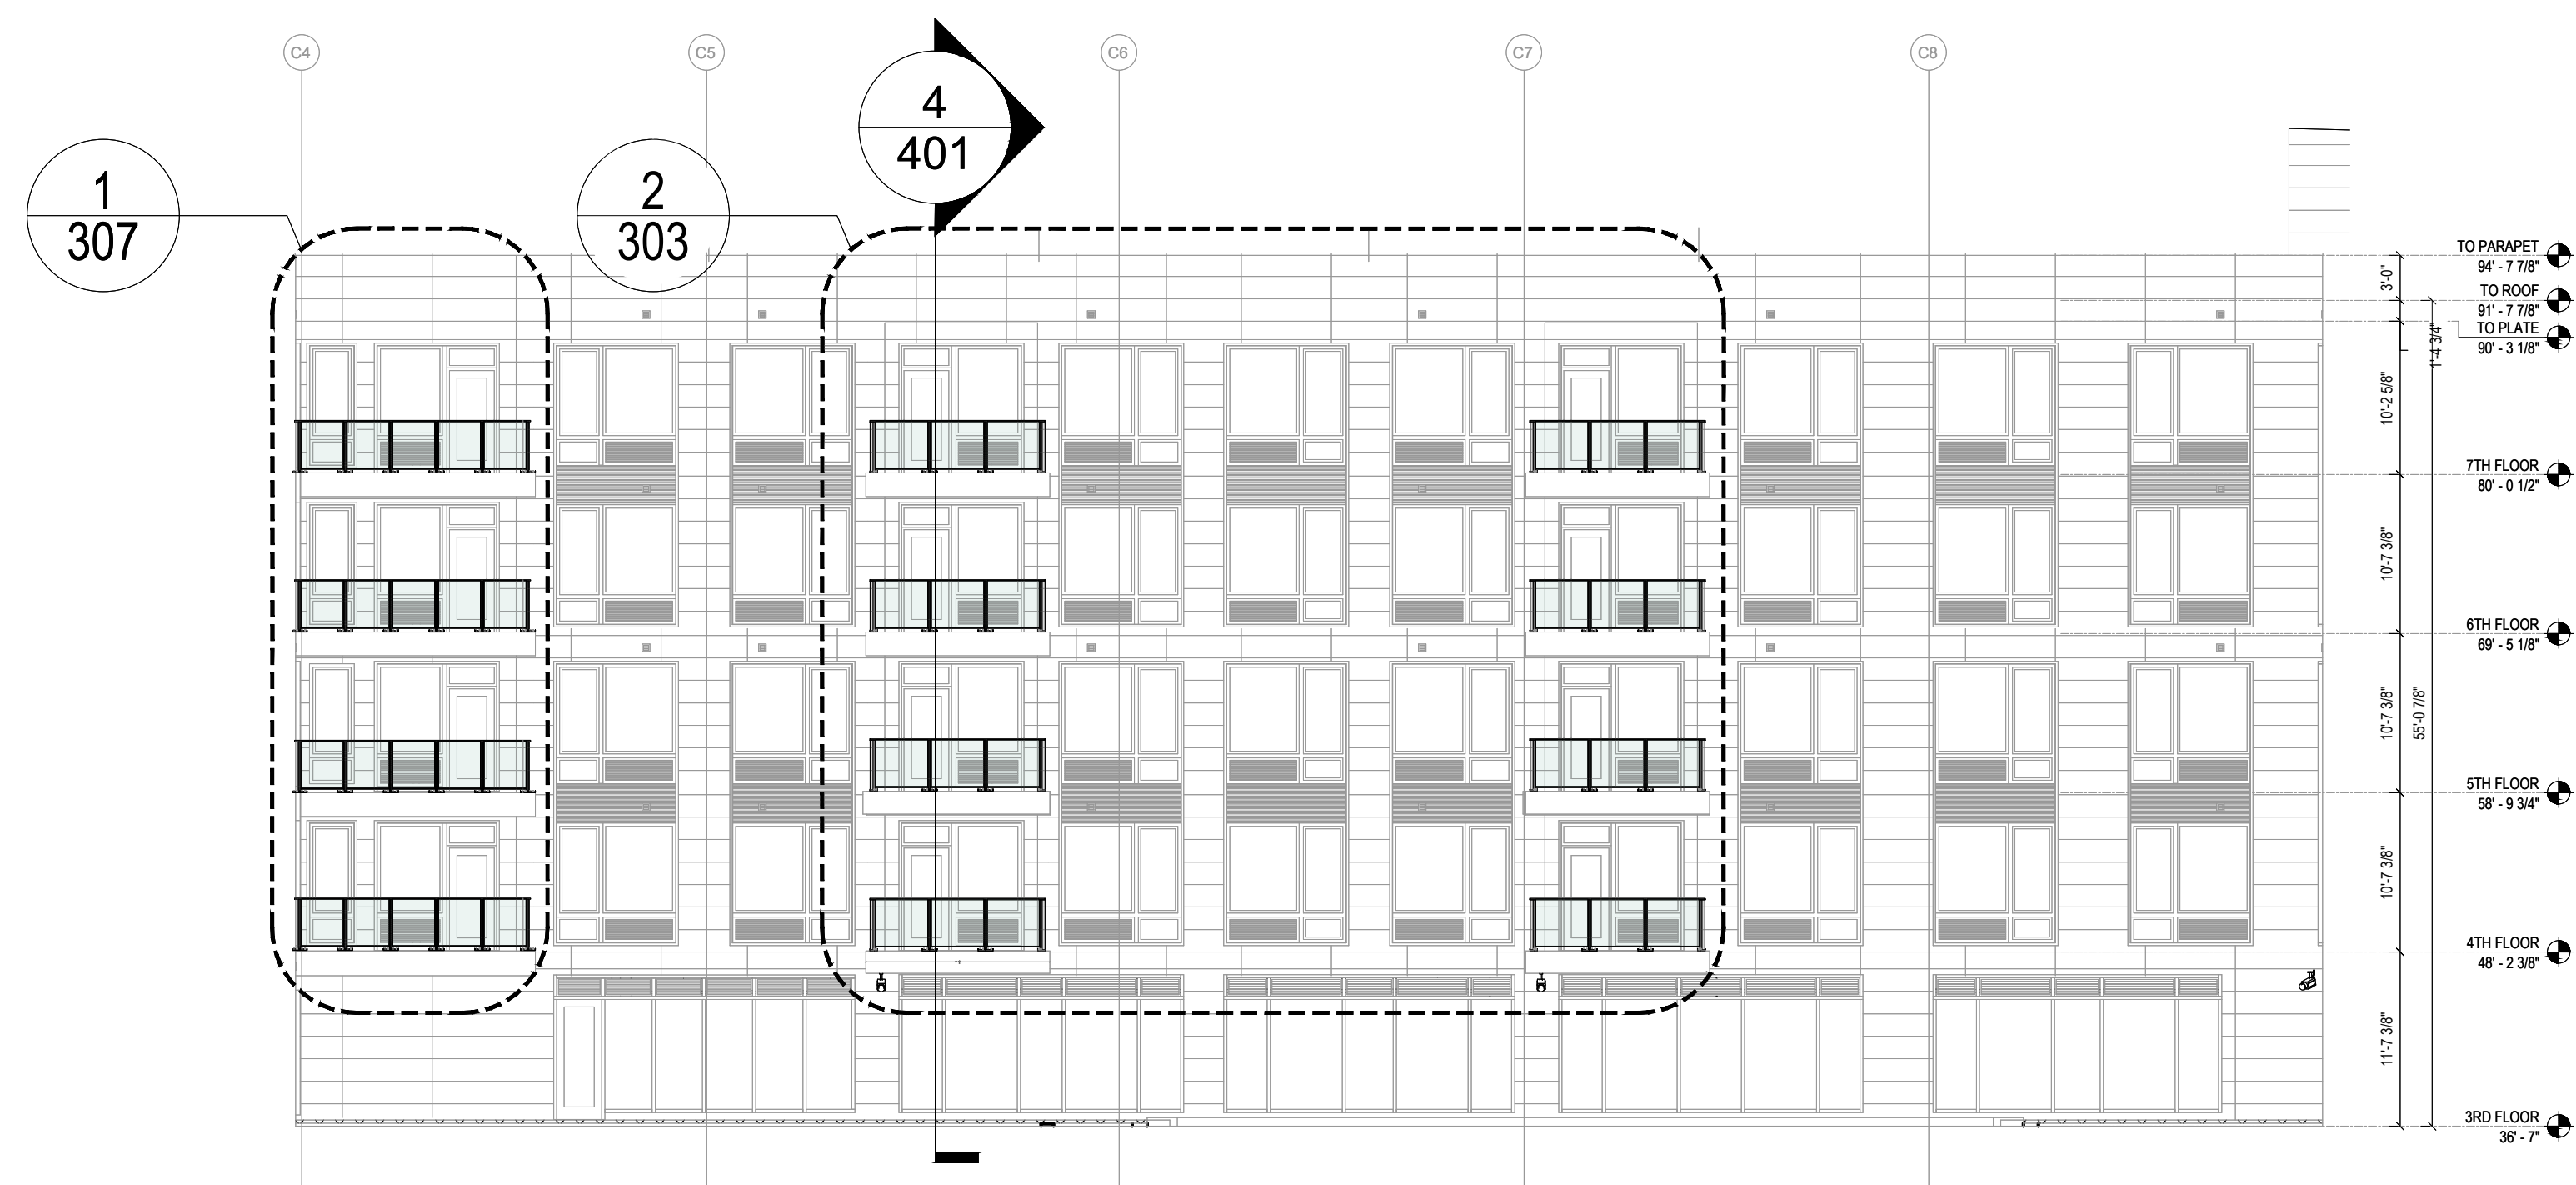 C4
C5
C6
C7
C8
4
401
1
307
2
303
TO PARAPET
94' - 7 7/8"
3'-0"
TO ROOF
91' - 7 7/8"
TO PLATE
90' - 3 1/8"
1'-4 3/4"
10'-2 5/8"
7TH FLOOR
80' - 0 1/2"
10'-7 3/8"
6TH FLOOR
69' - 5 1/8"
10'-7 3/8"
55'-0 7/8"
5TH FLOOR
58' - 9 3/4"
10'-7 3/8"
4TH FLOOR
48' - 2 3/8"
11'-7 3/8"
3RD FLOOR
36' - 7"